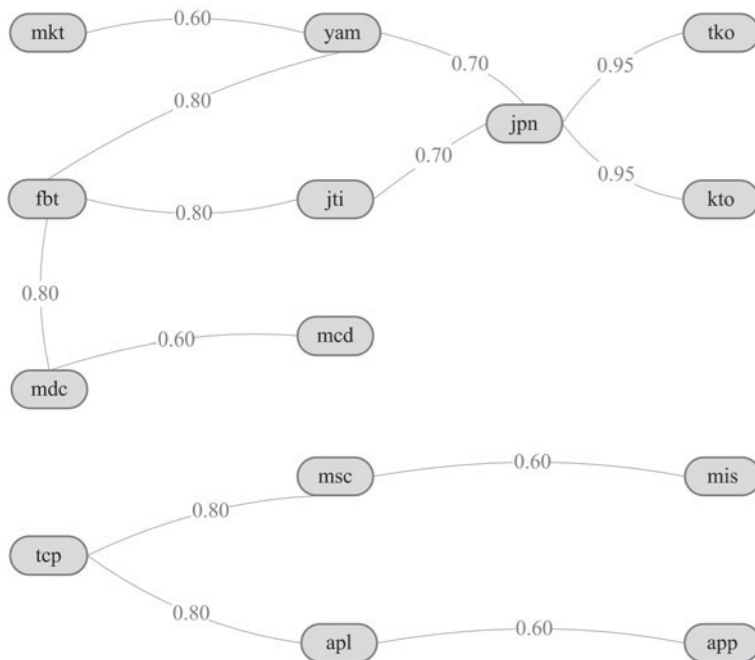 mkt 0.60 yam tko
0.70 0.95
0.80
jpn
0.70
0.95
fbt 0.80 jti kto
0.80
0.60 mcd
mdc
msc 0.60 mis
0.80
tcp
0.80
apl 0.60 app